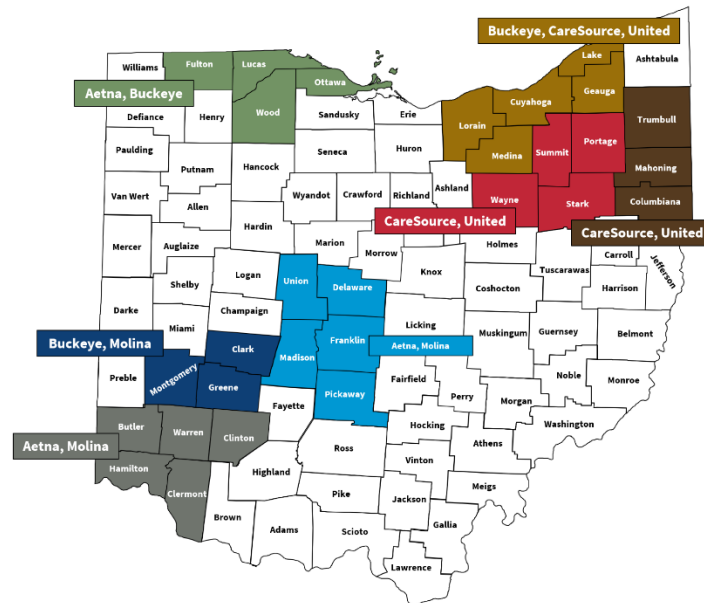 Buckeye, CareSource, United
Williams
Fulton
Lucas
Lake
Ashtabula
Ottawa
Geauga
Aetna, Buckeye
Cuyahoga
Defiance
Henry
Wood
Sandusky
Erie
Lorain
Trumbull
Paulding
Seneca
Huron
Medina
Summit
Portage
Putnam
Hancock
Mahoning
Van Wert
Wyandot
Crawford
Richland
Ashland
Wayne
Stark
Columbiana
Allen
CareSource, United
CareSource, United
Hardin
Mercer
Auglaize
Marion
Morrow
Holmes
Carroll
Jefferson
Logan
Knox
Tuscarawas
Shelby
Union
Delaware
Coshocton
Harrison
Darke
Champaign
Miami
Licking
Muskingum
Guernsey
Belmont
Buckeye, Molina
Clark
Madison
Franklin
Aetna, Molina
Preble
Montgomery
Greene
Pickaway
Fairfield
Noble
Monroe
Perry
Morgan
Fayette
Butler
Warren
Clinton
Hocking
Washington
Aetna, Molina
Ross
Athens
Hamilton
Highland
Vinton
Clermont
Pike
Jackson
Meigs
Brown
Adams
Scioto
Gallia
Lawrence